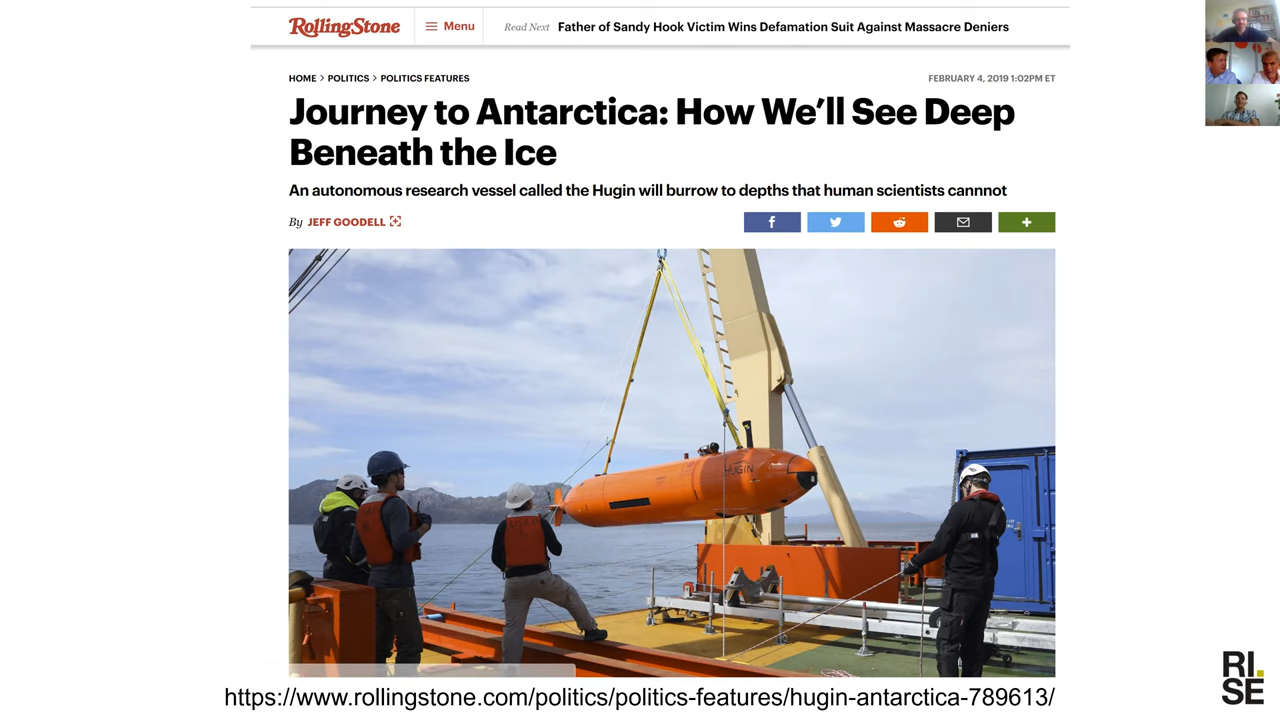 RollingStone
Menu
Read Next Father of Sandy Hook Victim Wins Defamation Suit Against Massacre Deniers
HOME > POLITICS > POLITICS FEATURES
FEBRUARY 4, 2019 1:02PM ET
Journey to Antarctica: How We'll See Deep
Beneath the Ice
An autonomous research vessel called the Hugin will burrow to depths that human scientists cannnot
By JEFF GOODELL
HUGIN
https://www.rollingstone.com/politics/politics-features/hugin-antarctica-789613/
RI.
SE